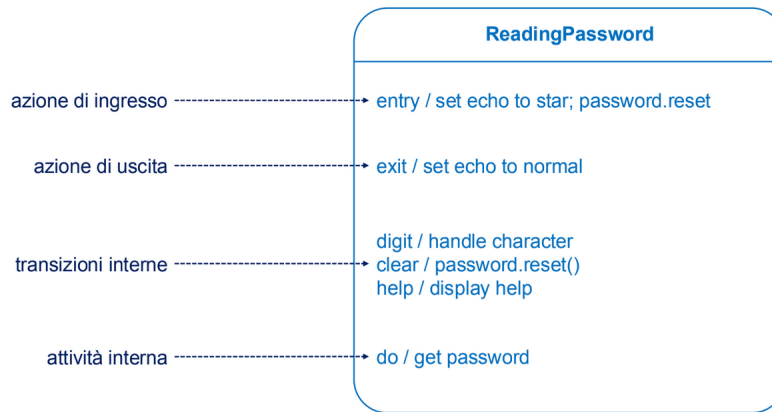 ReadingPassword
azione di ingresso
entry / set echo to star; password.reset
azione di uscita
exit / set echo to normal
transizioni interne
digit / handle character
clear / password.reset()
help / display help
attività interna
do / get password